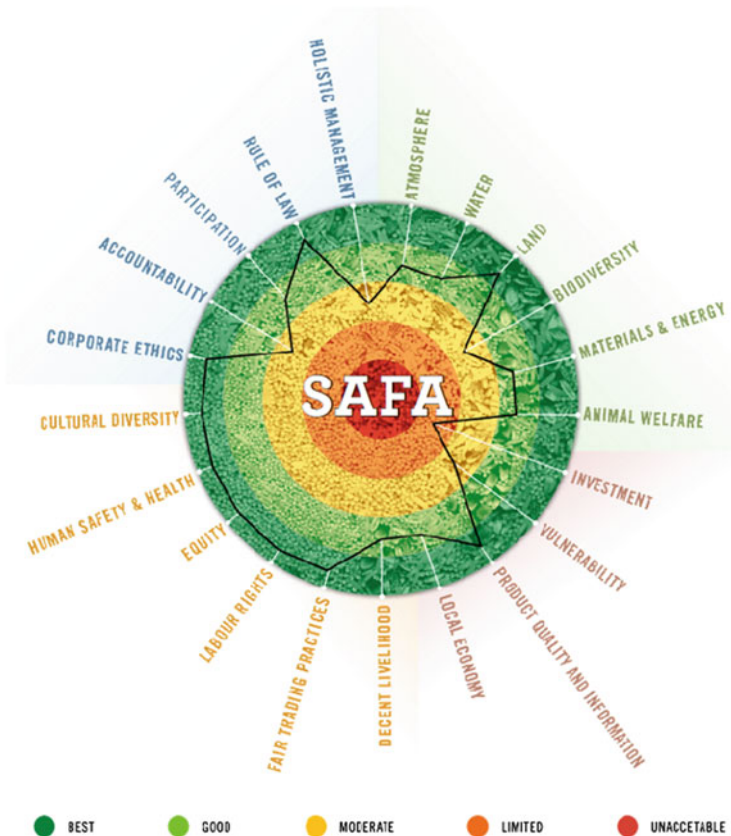 HOLISTIC MANAGEMENT
ATMOSPHERE
WATER
LAND
BIODIVERSITY
MATERIALS & ENERGY
ANIMAL WELFARE
INVESTMENT
VULNERABILITY
PRODUCT QUALITY AND INFORMATION
LOCAL ECONOMY
DECENT LIVELIHOOD
FAIR TRADING PRACTICES
LABOUR RIGHTS
EQUITY
HUMAN SAFETY & HEALTH
CULTURAL DIVERSITY
CORPORATE ETHICS
ACCOUNTABILITY
PARTICIPATION
RULE OF LAW
SAFA
BEST
GOOD
MODERATE
LIMITED
UNACCETABLE